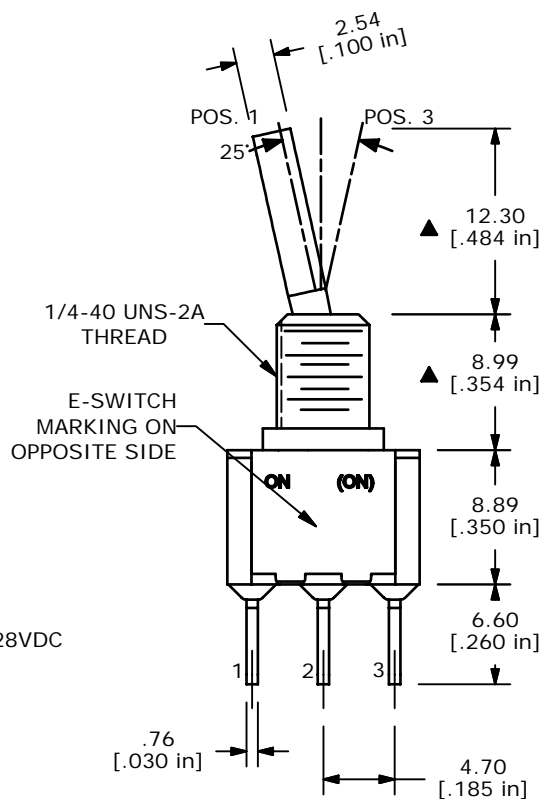 2.54
[.100 in]
POS. 1
POS. 3
25°
12.30
[.484 in]
1/4-40 UNS-2A
THREAD
8.99
[.354 in]
E-SWITCH
MARKING ON
OPPOSITE SIDE
ON (ON)
8.89
[.350 in]
28VDC
6.60
[.260 in]
1 2 3
.76
[.030 in]
4.70
[.185 in]